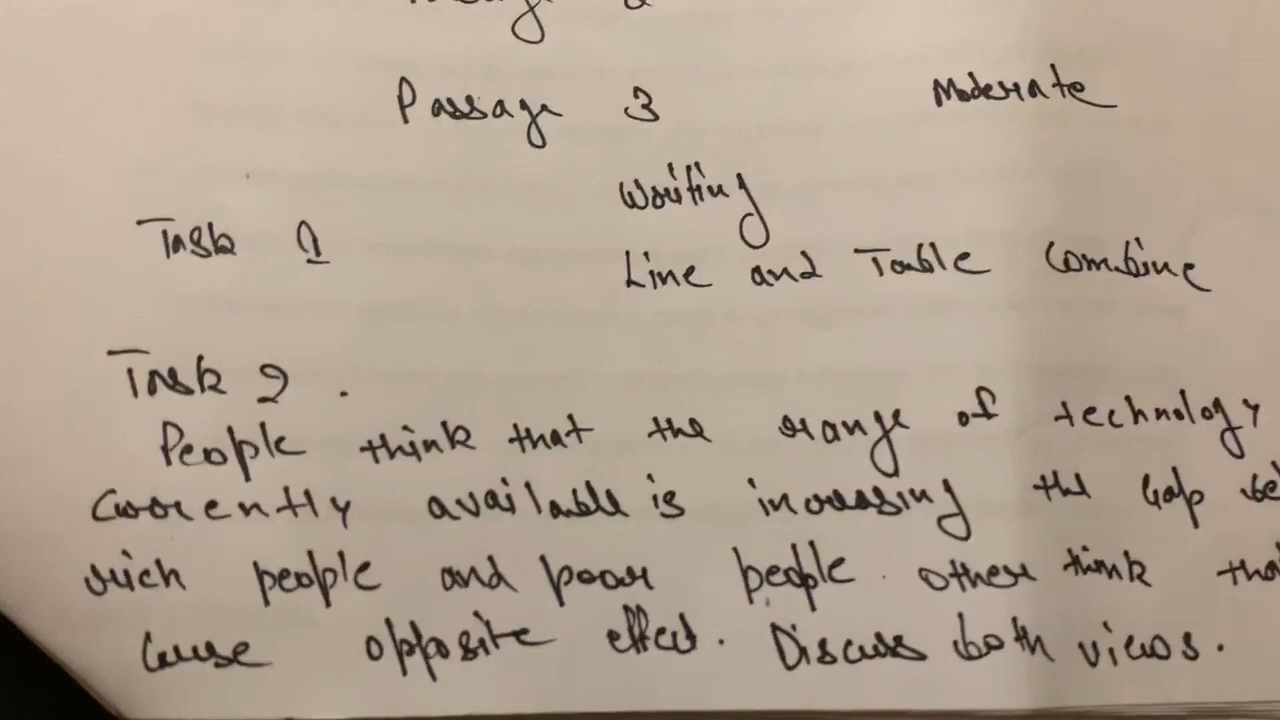 Passage 3 Moderate
Writing
Task 1 Line and Table Combine
Task 2.
People think that the range of technology
currently available is increasing the Gap
rich people and poor people. other think
Cause opposite effect. Discuss both views.